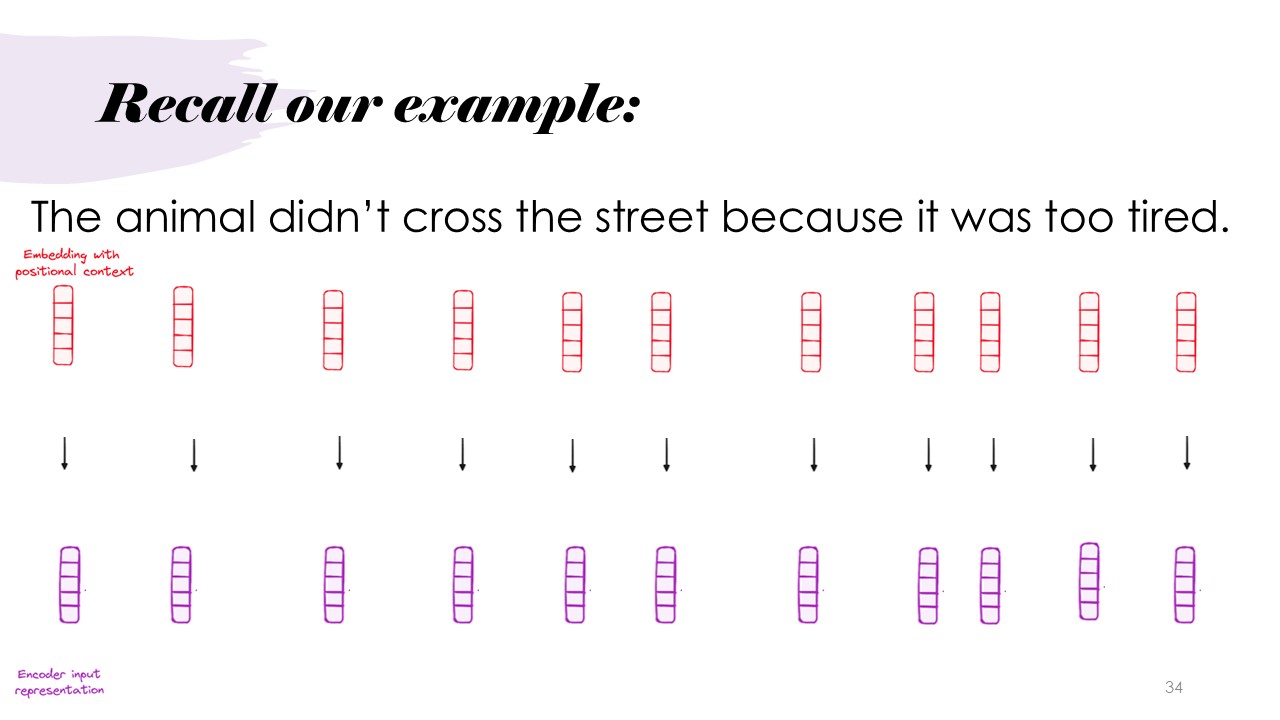 Recall our example:
The animal didn’t cross the street because it was too tired.
Embedding with
positional context
Encoder input
representation
34